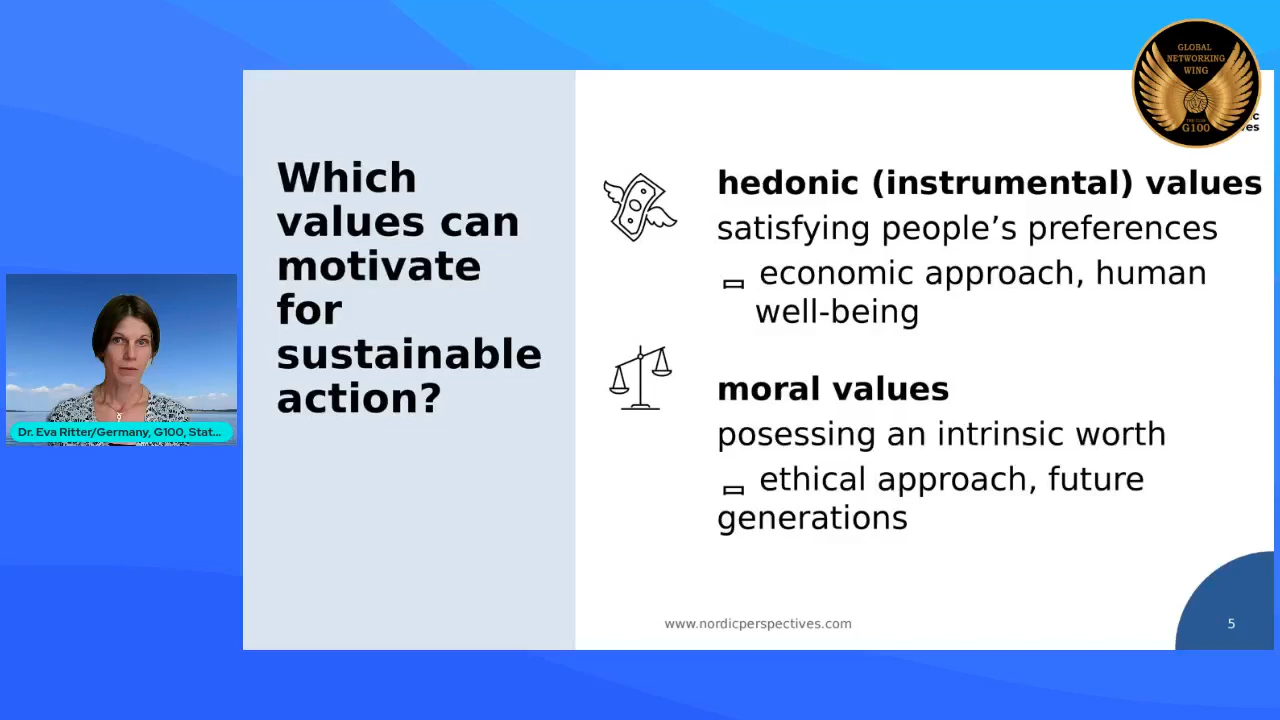 GLOBAL
NETWORKING
WING
G100
Which
values can
motivate
for
sustainable
action?
hedonic (instrumental) values
satisfying people’s preferences
economic approach, human
well-being
moral values
posessing an intrinsic worth
ethical approach, future
generations
Dr. Eva Ritter/Germany, G100, Stat...
www.nordicperspectives.com
5